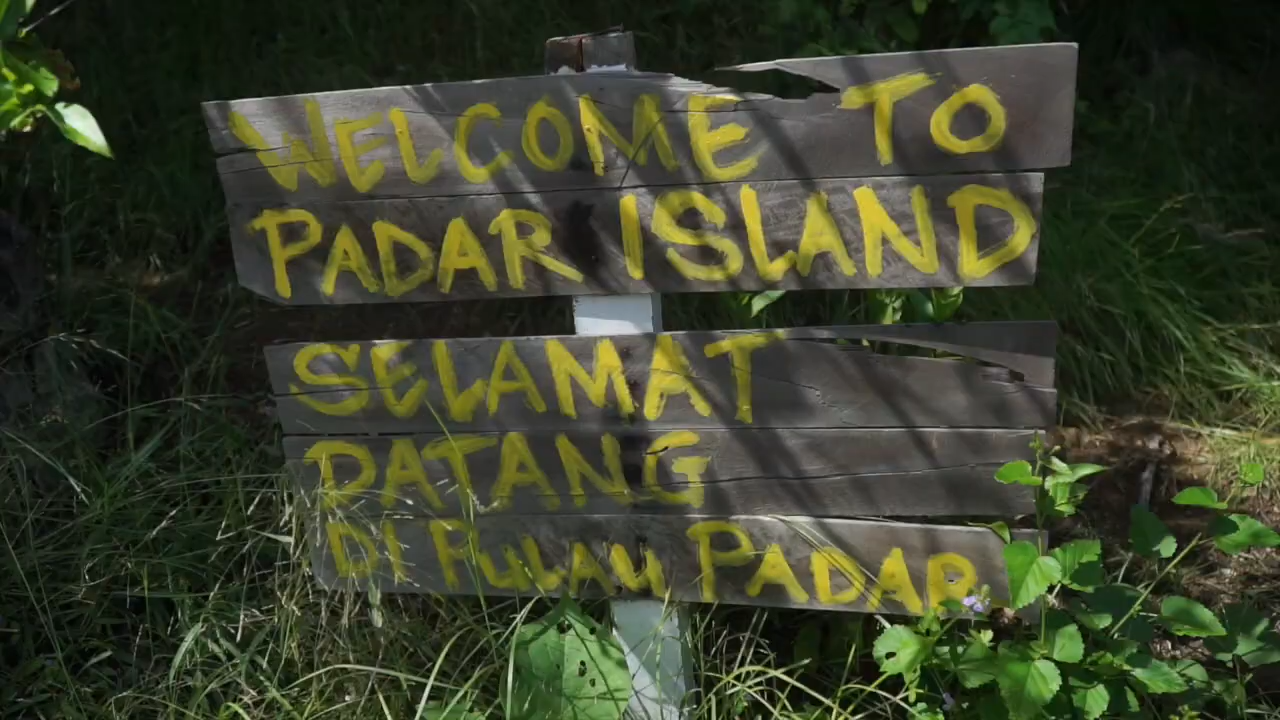 WELCOME TO
PADAR ISLAND
SELAMAT
DATANG
DI PULAU PADAR